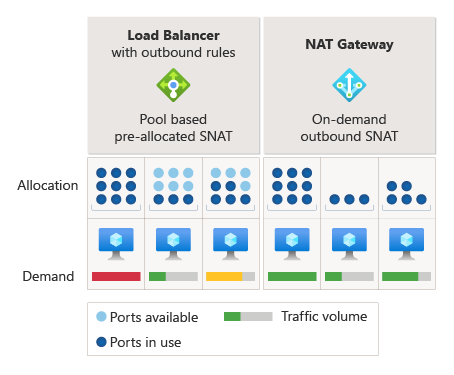 Load Balancer
with outbound rules
Pool based
pre-allocated SNAT
NAT Gateway
On-demand
outbound SNAT
Allocation
Demand
Ports available
Traffic volume
Ports in use